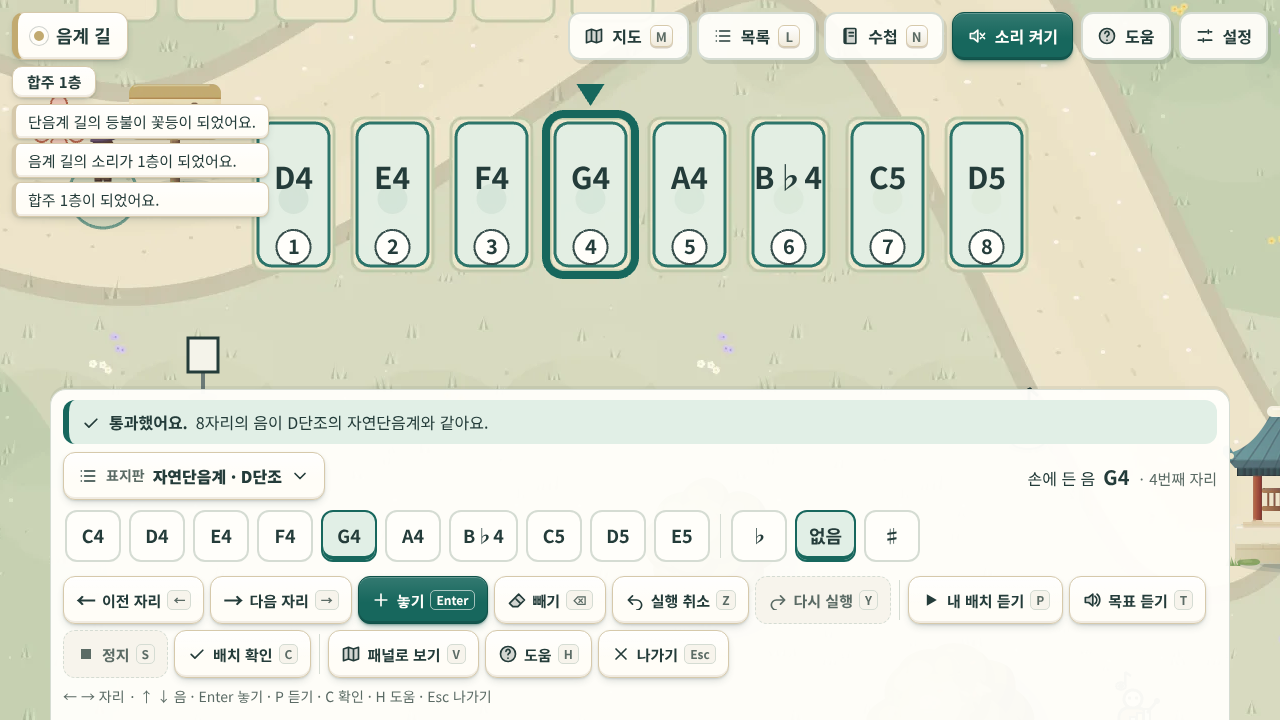 음계 길
지도 M 목록 L 수첩 N 소리 켜기 도움 설정
합주 1층
단음계 길의 등불이 꽃등이 되었어요.
음계 길의 소리가 1층이 되었어요.
합주 1층이 되었어요.
D4 E4 F4 G4 A4 B♭4 C5 D5
1 2 3 4 5 6 7 8
통과했어요. 8자리의 음이 D단조의 자연단음계와 같아요.
표지판 자연단음계 · D단조
손에 든 음 G4 · 4번째 자리
C4 D4 E4 F4 G4 A4 B♭4 C5 D5 E5 ♭ 없음 ♯
← 이전 자리 ← → 다음 자리 → 놓기 Enter 빼기 ⌫ 실행 취소 Z 다시 실행 Y 내 배치 듣기 P 목표 듣기 T
정지 S 배치 확인 C 패널로 보기 V 도움 H 나가기 Esc
← → 자리 · ↑ ↓ 음 · Enter 놓기 · P 듣기 · C 확인 · H 도움 · Esc 나가기